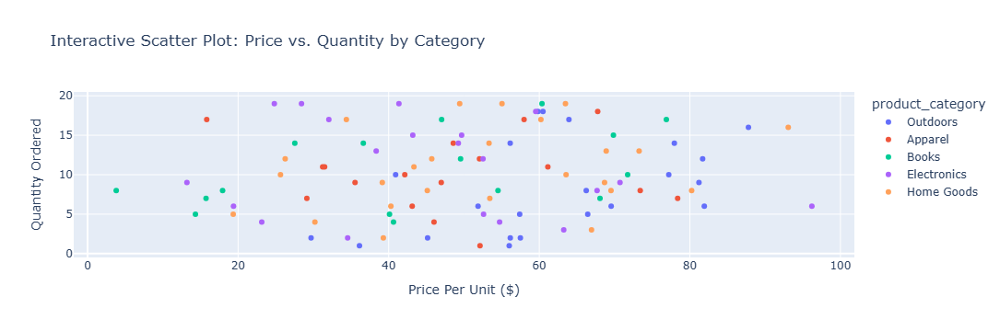 Interactive Scatter Plot: Price vs. Quantity by Category
20
15
10
5
0
Quantity Ordered
0 20 40 60 80 100
Price Per Unit ($)
product_category
Outdoors
Apparel
Books
Electronics
Home Goods